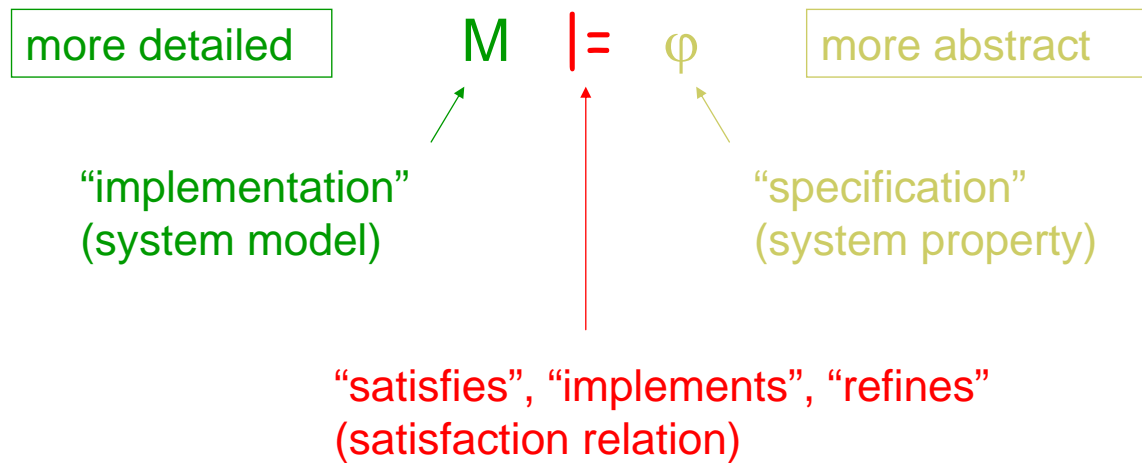 more detailed M |= φ more abstract
“implementation” “specification”
(system model) (system property)
“satisfies”, “implements”, “refines”
(satisfaction relation)